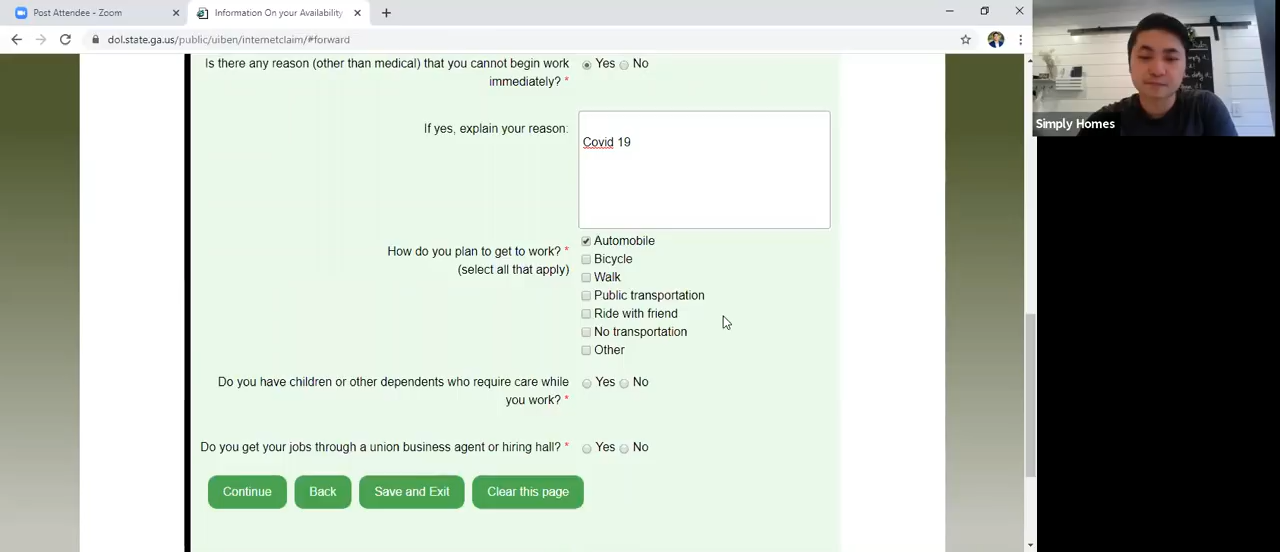 Post Attendee - Zoom
Information On your Availability
dol.state.ga.us/public/uiben/internetclaim/#forward
Is there any reason (other than medical) that you cannot begin work
immediately? *
Yes No
If yes, explain your reason:
Covid 19
How do you plan to get to work? *
(select all that apply)
Automobile
Bicycle
Walk
Public transportation
Ride with friend
No transportation
Other
Do you have children or other dependents who require care while
you work? *
Yes No
Do you get your jobs through a union business agent or hiring hall? *
Yes No
Continue
Back
Save and Exit
Clear this page
Simply Homes